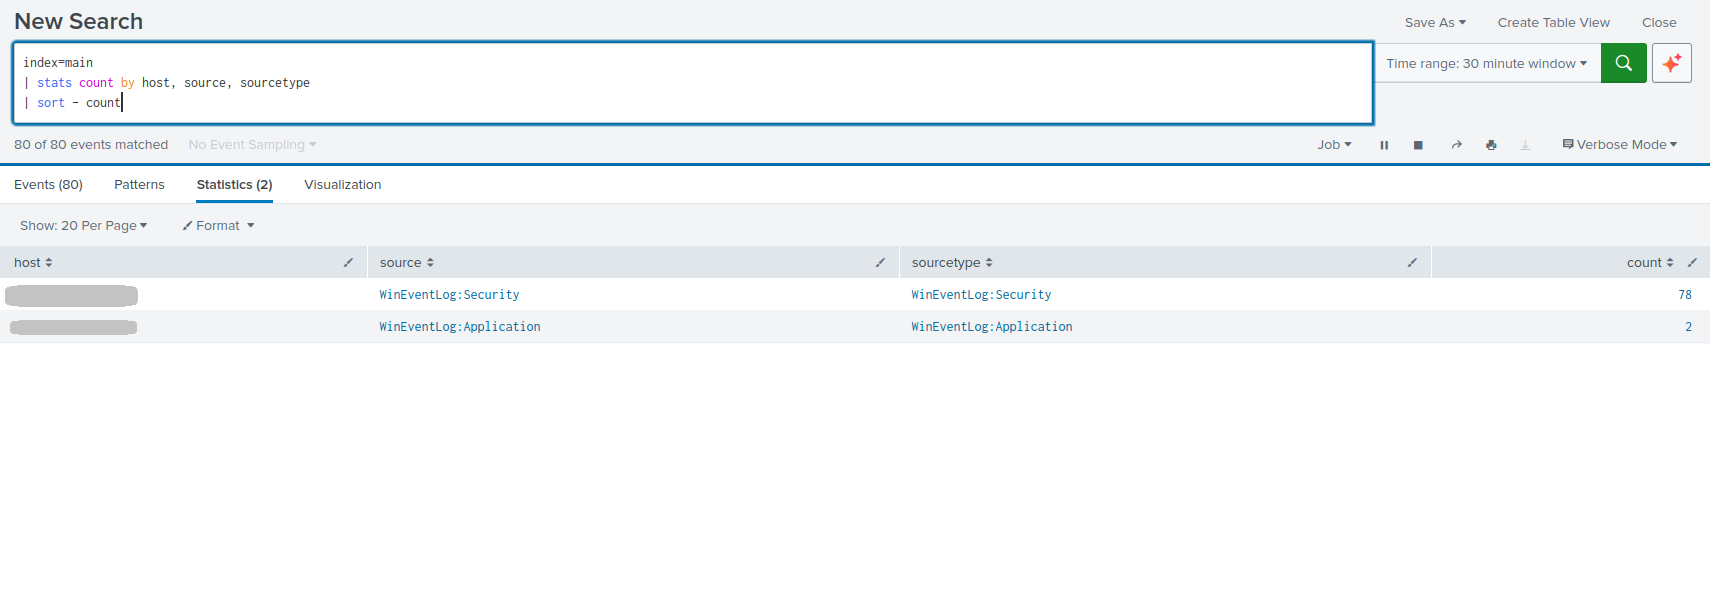 New Search
Save As Create Table View Close
index=main
| stats count by host, source, sourcetype
| sort - count
Time range: 30 minute window
80 of 80 events matched No Event Sampling
Job Verbose Mode
Events (80) Patterns Statistics (2) Visualization
Show: 20 Per Page Format
host source sourcetype count
WinEventLog:Security WinEventLog:Security 78
WinEventLog:Application WinEventLog:Application 2